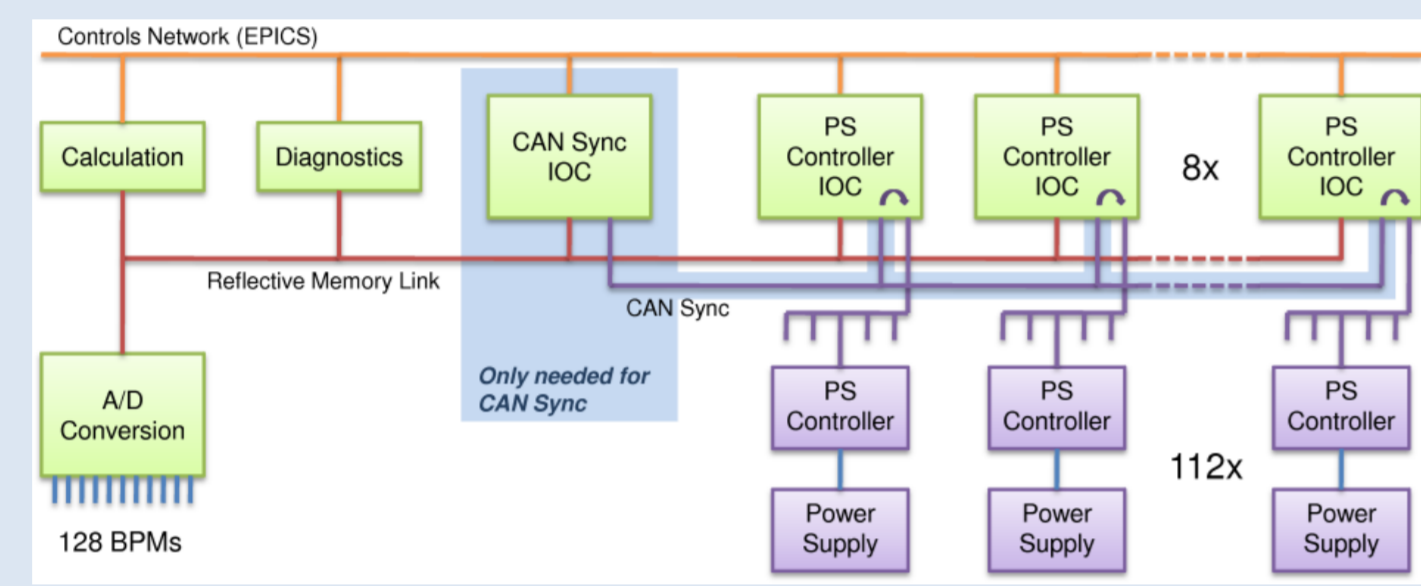 Controls Network (EPICS)
Calculation
Diagnostics
CAN Sync
IOC
PS
Controller
IOC
PS
Controller
IOC
8x
PS
Controller
IOC
Reflective Memory Link
CAN Sync
Only needed for
CAN Sync
A/D
Conversion
128 BPMs
PS
Controller
PS
Controller
PS
Controller
112x
Power
Supply
Power
Supply
Power
Supply